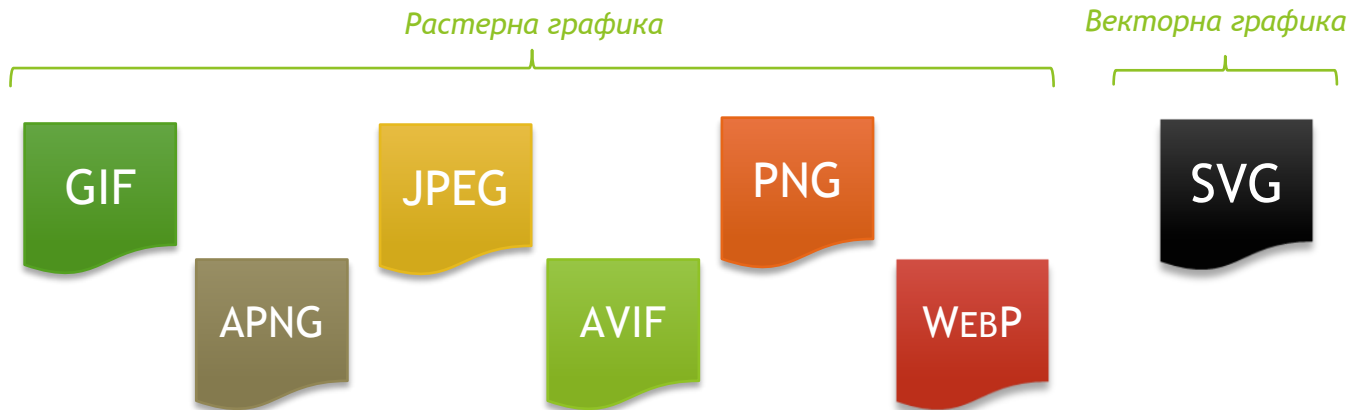 Растерна графика
Векторна графика
GIF
JPEG
PNG
SVG
APNG
AVIF
WEBP